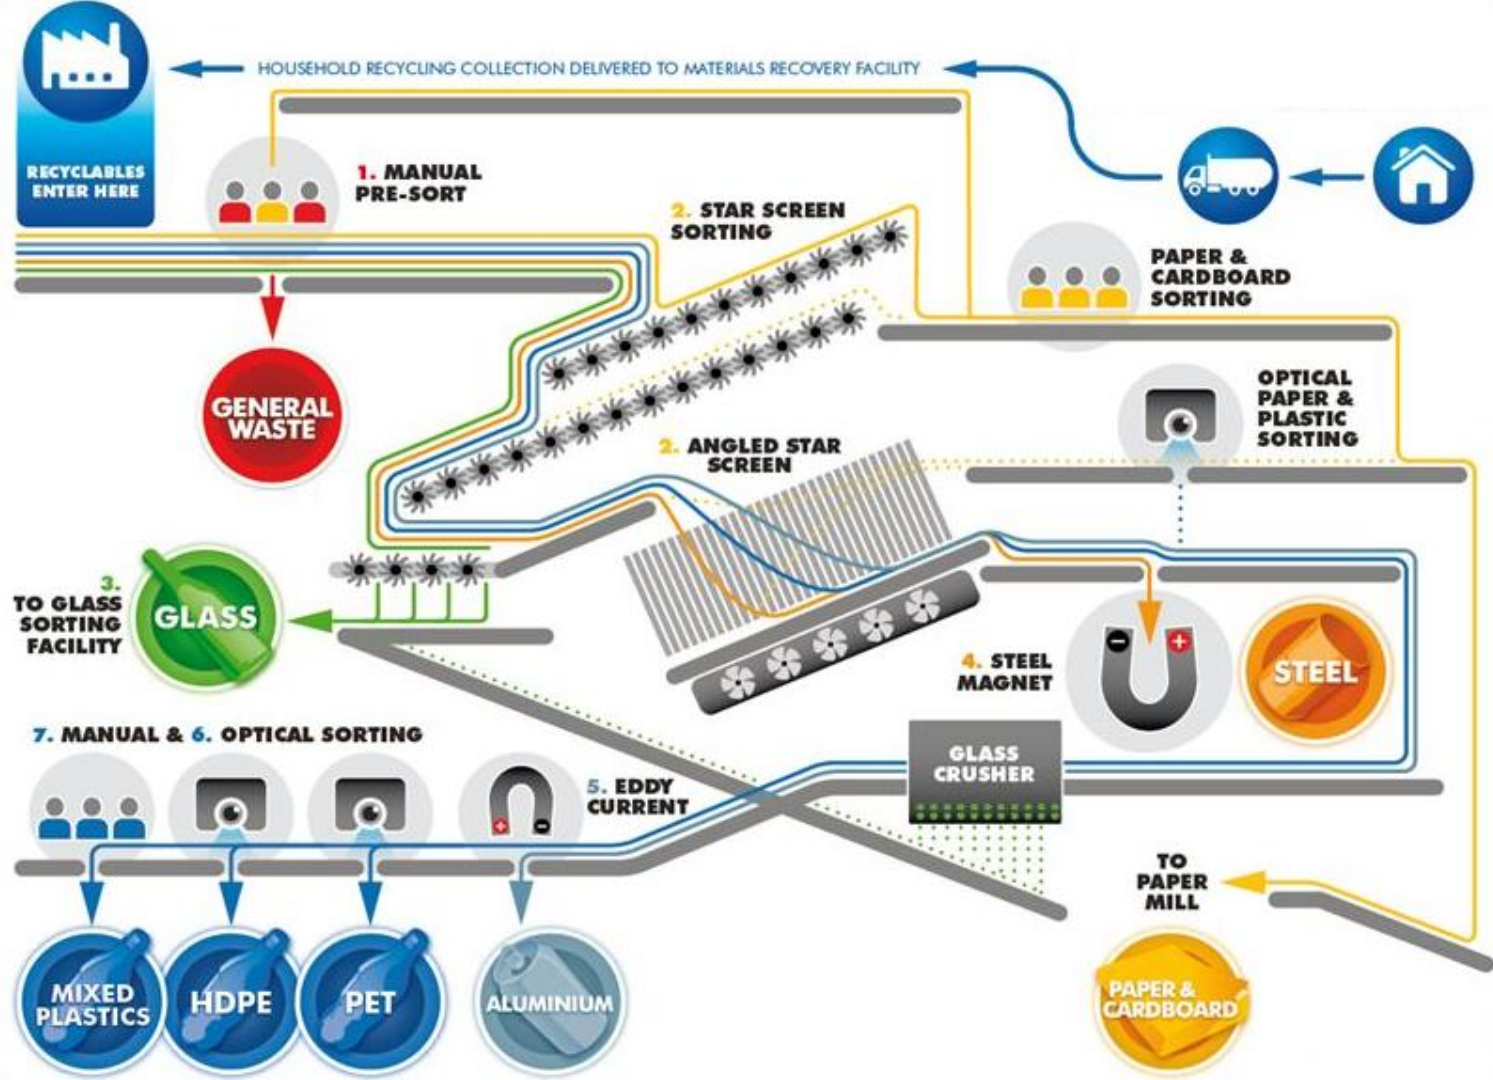 HOUSEHOLD RECYCLING COLLECTION DELIVERED TO MATERIALS RECOVERY FACILITY
RECYCLABLES
ENTER HERE
1. MANUAL
PRE-SORT
2. STAR SCREEN
SORTING
PAPER &
CARDBOARD
SORTING
GENERAL
WASTE
OPTICAL
PAPER &
PLASTIC
SORTING
2. ANGLED STAR
SCREEN
3.
TO GLASS
SORTING
FACILITY
GLASS
4. STEEL
MAGNET
- +
STEEL
7. MANUAL & 6. OPTICAL SORTING
5. EDDY
CURRENT
+ -
GLASS
CRUSHER
TO
PAPER
MILL
MIXED
PLASTICS
HDPE
PET
ALUMINIUM
PAPER &
CARDBOARD